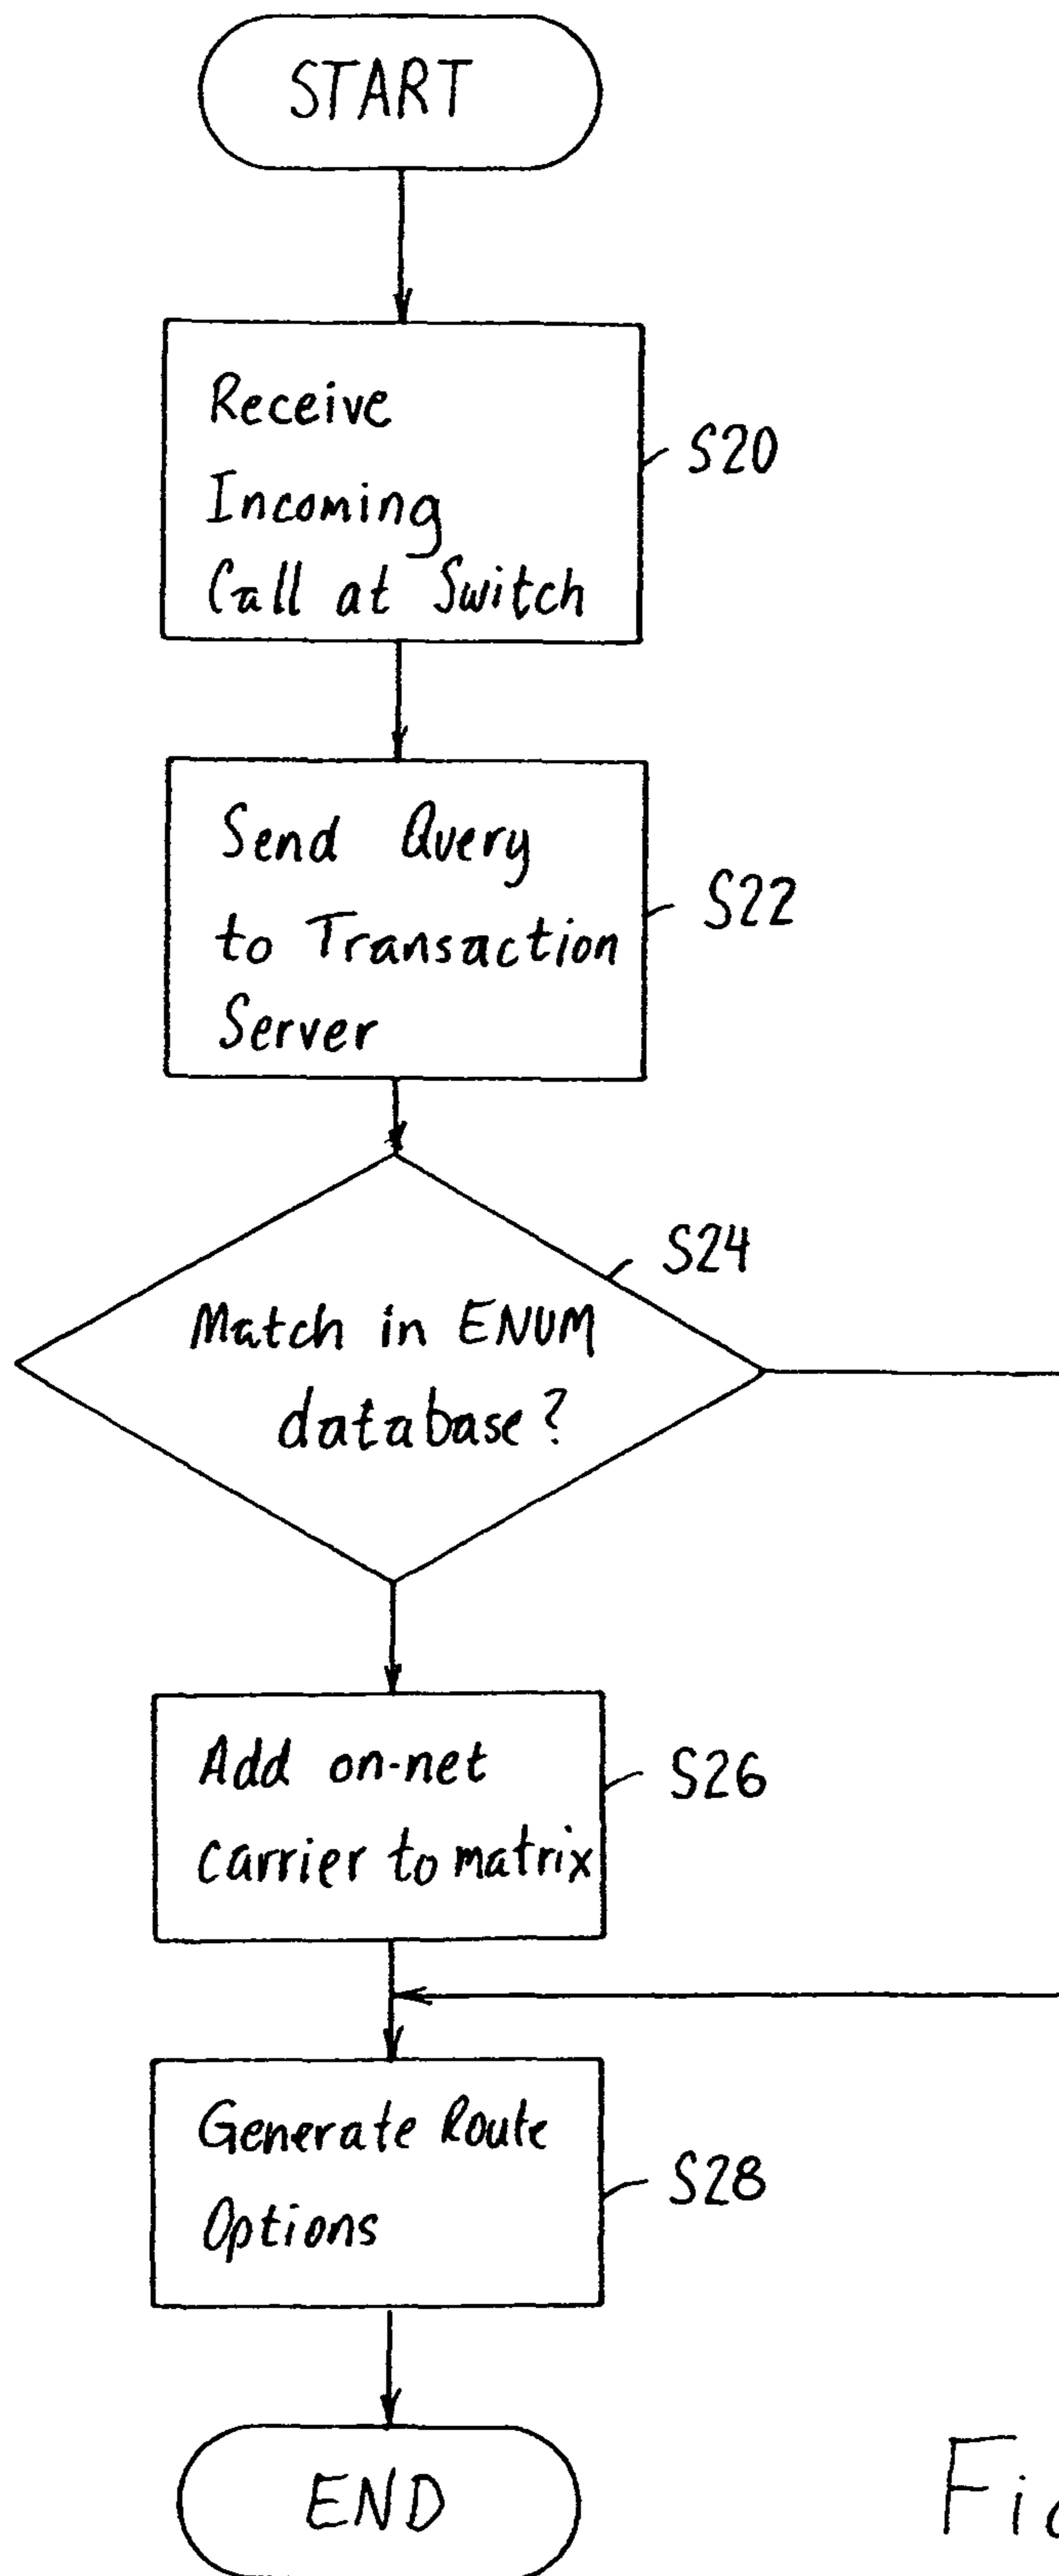 START
Receive
Incoming
Call at Switch
S20
Send Query
to Transaction
Server
S22
S24
Match in ENUM
database?
Add on-net
carrier to matrix
S26
Generate Route
Options
S28
END